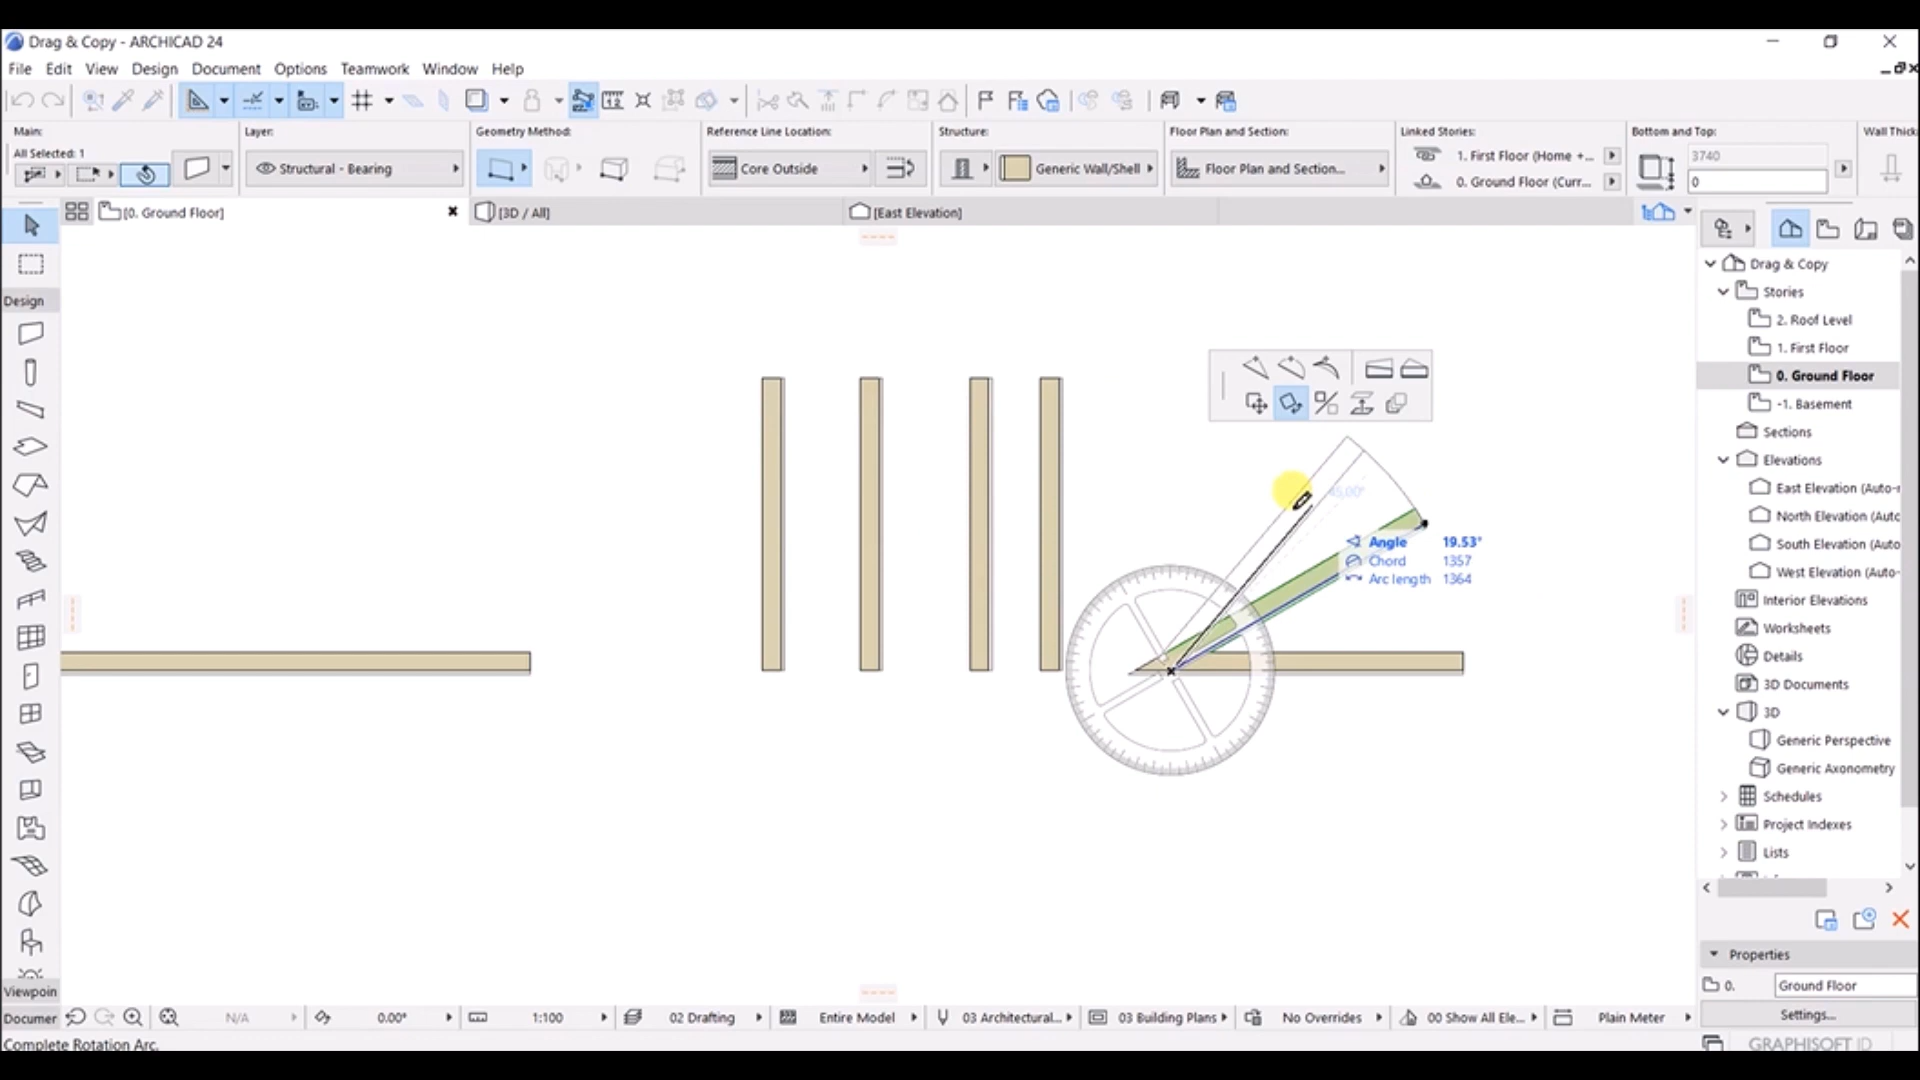 Drag & Copy - ARCHICAD 24
File Edit View Design Document Options Teamwork Window Help
Main:
All Selected: 1
Layer:
Structural - Bearing
Geometry Method:
Reference Line Location:
Core Outside
Structure:
Generic Wall/Shell
Floor Plan and Section:
Floor Plan and Section...
Linked Stories:
1. First Floor (Home +...
0. Ground Floor (Curr...
Bottom and Top:
3740
0
Wall Thick
[0. Ground Floor]
[3D / All]
[East Elevation]
Design
Viewpoin
Documer
45,00°
Angle 19.53°
Chord 1357
Arc length 1364
Drag & Copy
Stories
2. Roof Level
1. First Floor
0. Ground Floor
-1. Basement
Sections
Elevations
East Elevation (Auto-r
North Elevation (Autc
South Elevation (Auto
West Elevation (Auto-
Interior Elevations
Worksheets
Details
3D Documents
3D
Generic Perspective
Generic Axonometry
Schedules
Project Indexes
Lists
Properties
0. Ground Floor
Settings...
N/A 0.00° 1:100 02 Drafting Entire Model 03 Architectural... 03 Building Plans No Overrides 00 Show All Ele... Plain Meter
Complete Rotation Arc.
GRAPHISOFT ID